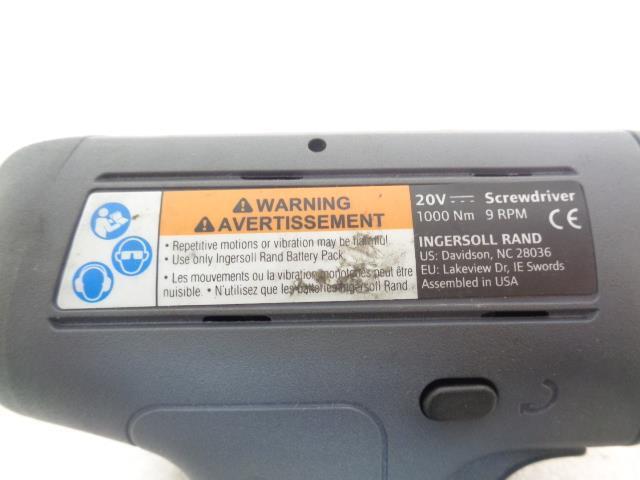 WARNING
AVERTISSEMENT
• Repetitive motions or vibration may be harmful.
• Use only Ingersoll Rand Battery Pack
• Les mouvements ou la vibration monotones peut être
nuisible. • N'utilisez que les batteries Ingersoll Rand
20V Screwdriver
1000 Nm 9 RPM
CE
INGERSOLL RAND
US: Davidson, NC 28036
EU: Lakeview Dr, IE Swords
Assembled in USA